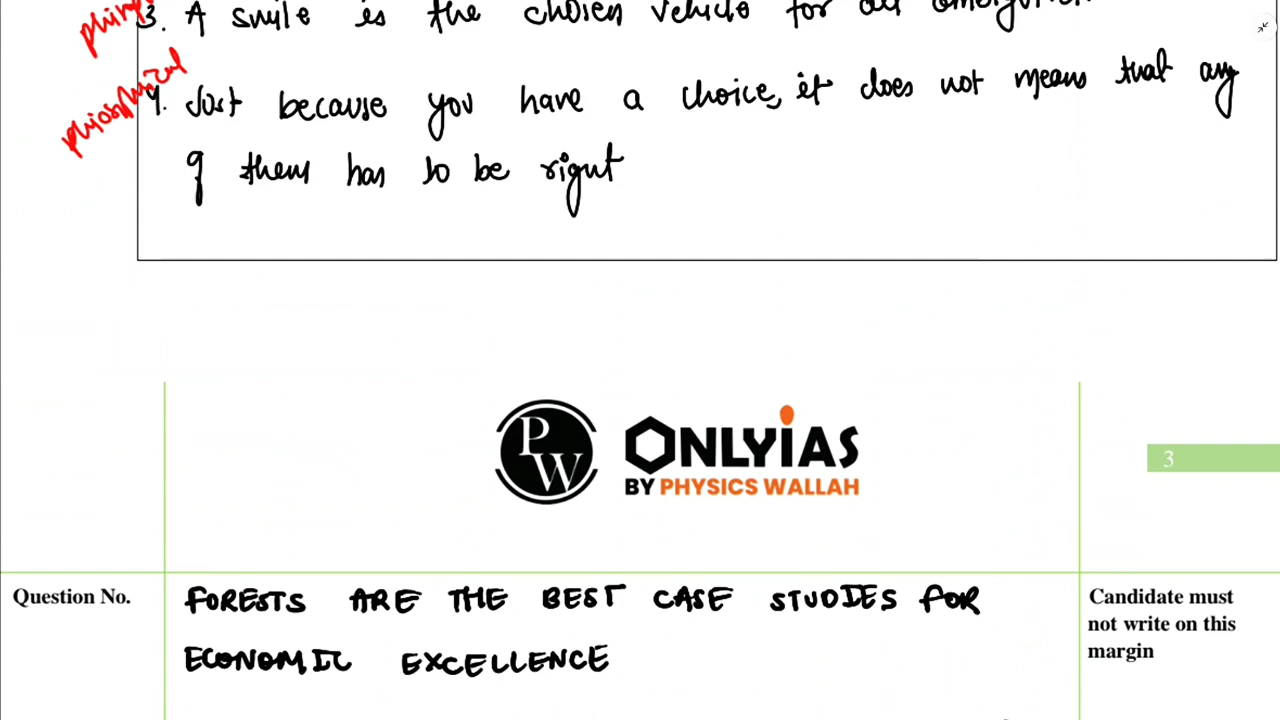 3. A smile is the chosen vehicle for all
philosophical
4. Just because you have a choice, it does not means that any
of them has to be right
PW ONLYIAS
BY PHYSICS WALLAH
3
Question No.
FORESTS ARE THE BEST CASE STUDIES FOR
ECONOMIC EXCELLENCE
Candidate must
not write on this
margin